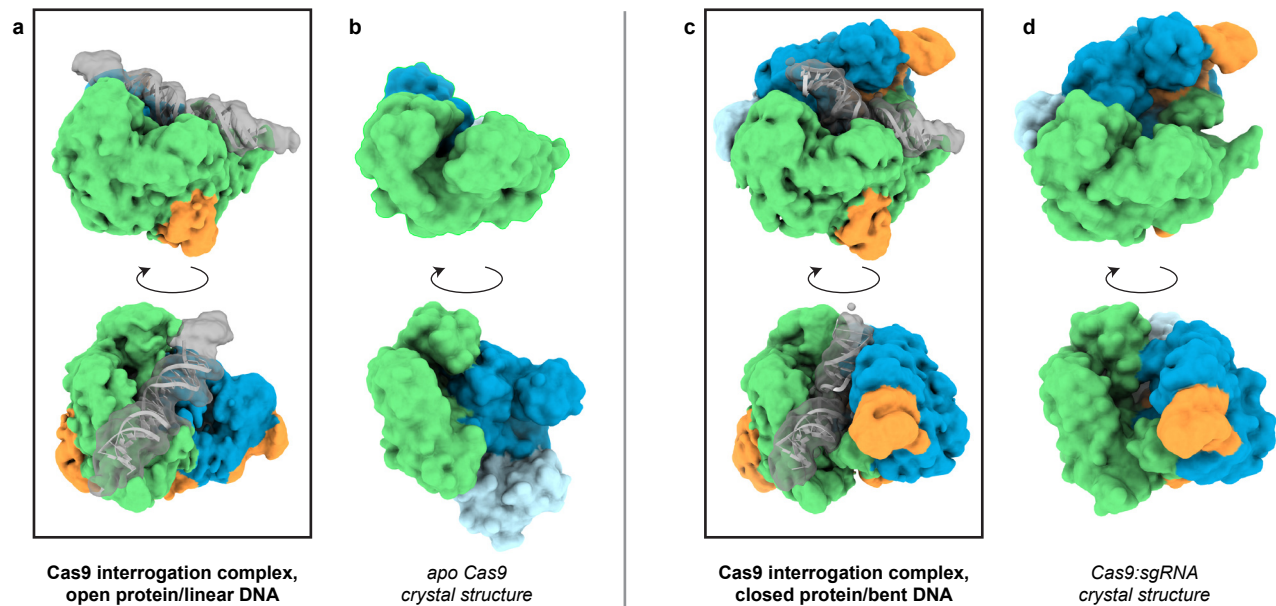 a
b
c
d
Cas9 interrogation complex,
open protein/linear DNA
apo Cas9
crystal structure
Cas9 interrogation complex,
closed protein/bent DNA
Cas9:sgRNA
crystal structure